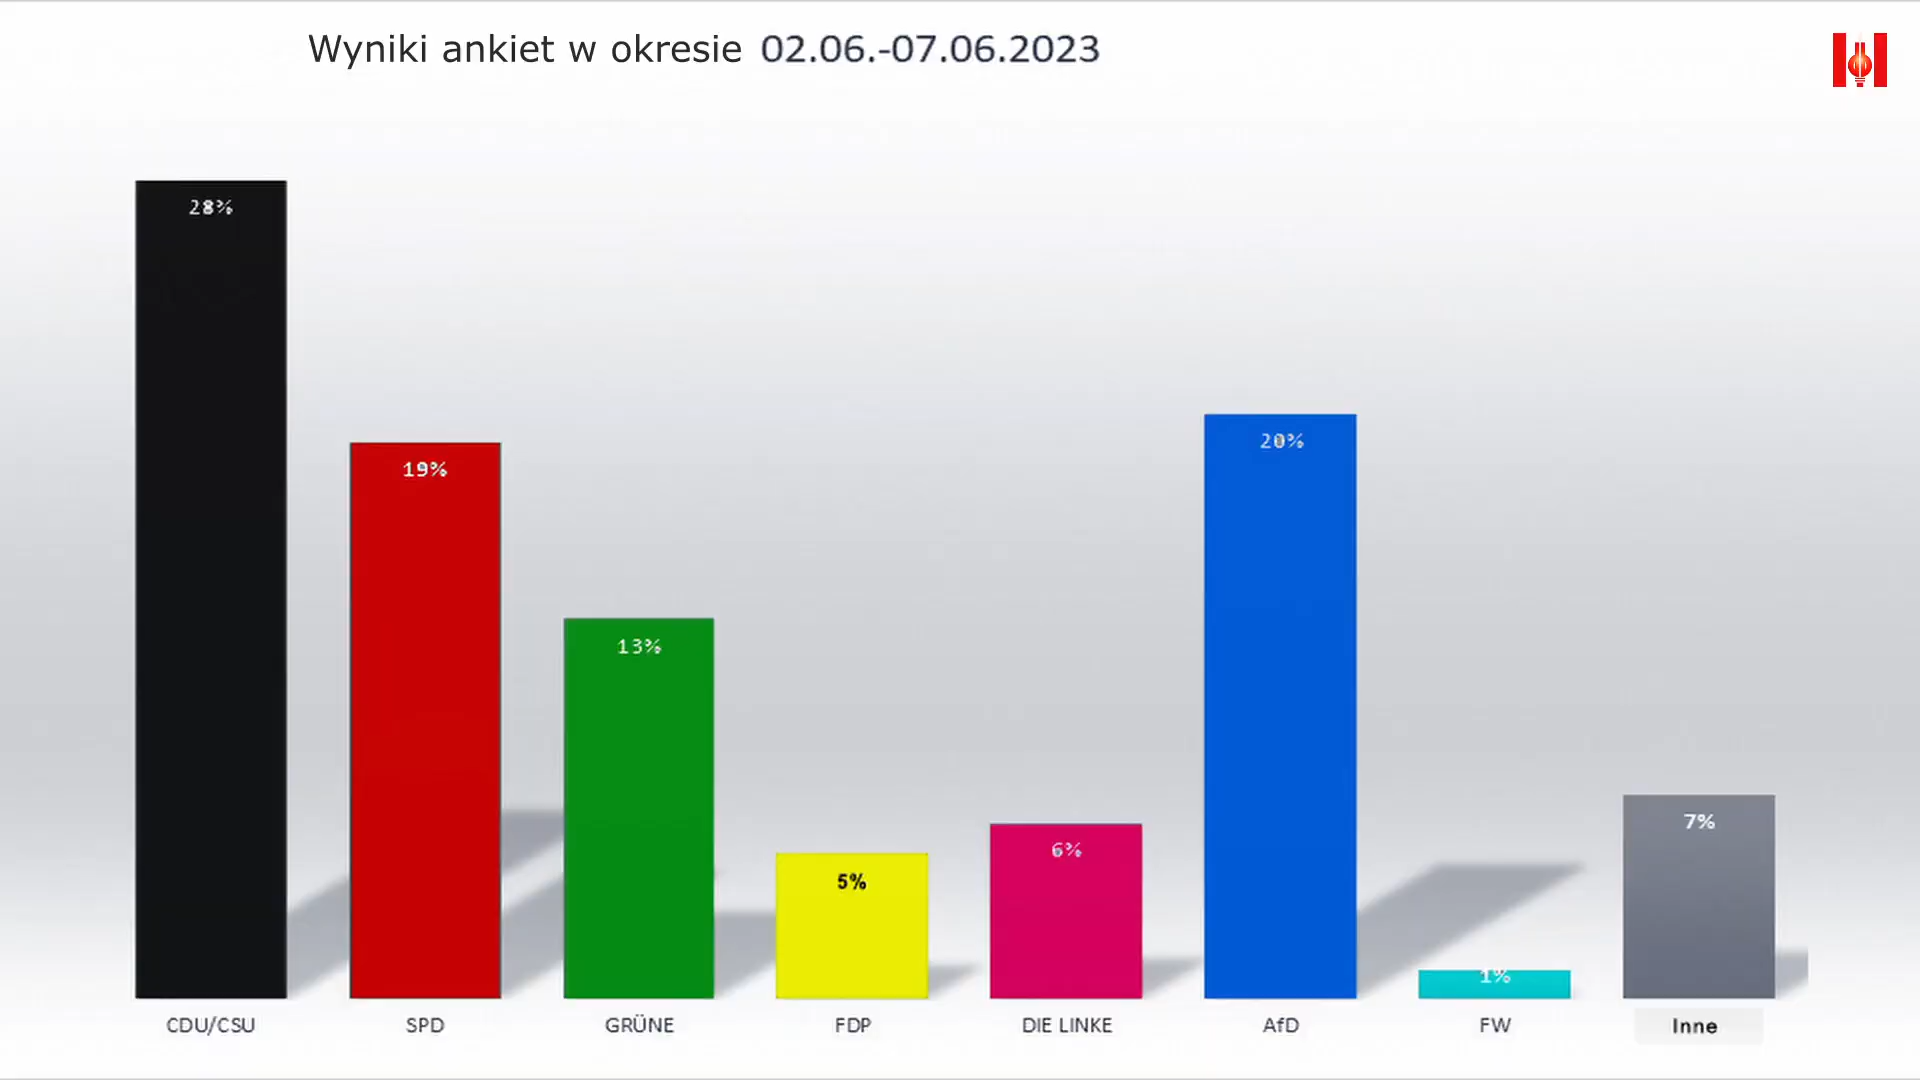 Wyniki ankiet w okresie 02.06.-07.06.2023
28%
19%
13%
5%
6%
20%
1%
7%
CDU/CSU
SPD
GRÜNE
FDP
DIE LINKE
AfD
FW
Inne